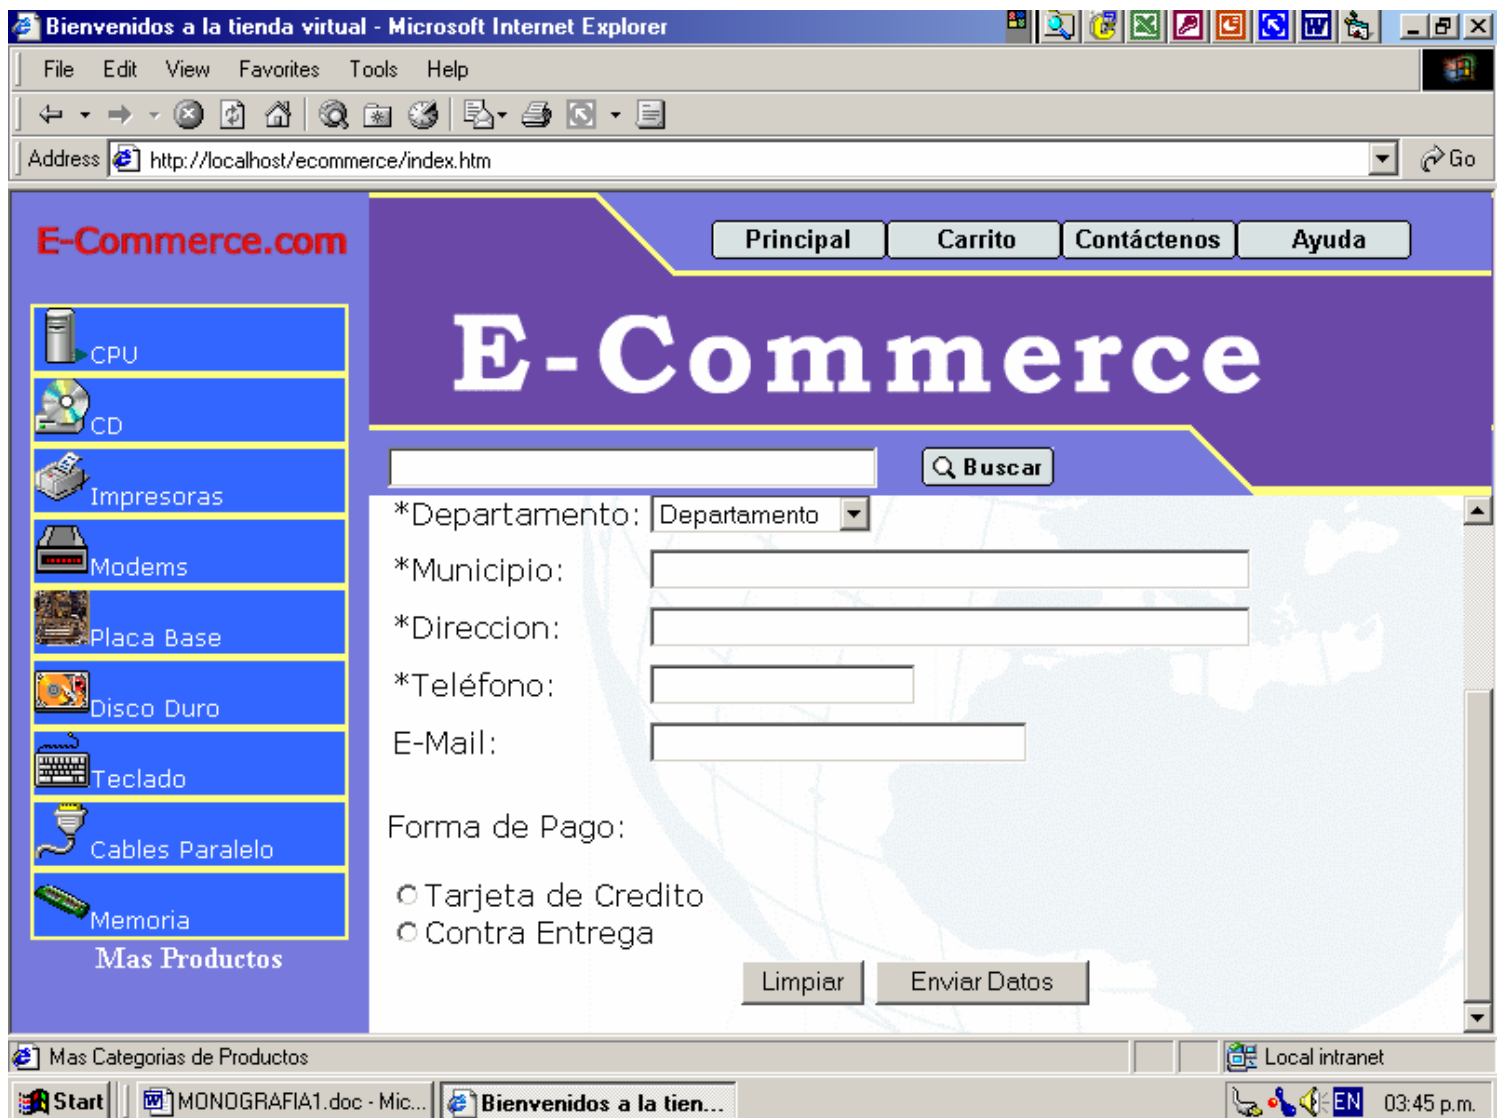 Bienvenidos a la tienda virtual - Microsoft Internet Explorer
File Edit View Favorites Tools Help
Address http://localhost/ecommerce/index.htm Go
E-Commerce.com
Principal Carrito Contáctenos Ayuda
E-Commerce
Buscar
CPU
CD
Impresoras
Modems
Placa Base
Disco Duro
Teclado
Cables Paralelo
Memoria
Mas Productos
*Departamento: Departamento
*Municipio:
*Direccion:
*Teléfono:
E-Mail:
Forma de Pago:
Tarjeta de Credito
Contra Entrega
Limpiar Enviar Datos
Mas Categorias de Productos Local intranet
Start MONOGRAFIA1.doc - Mic... Bienvenidos a la tien... EN 03:45 p.m.